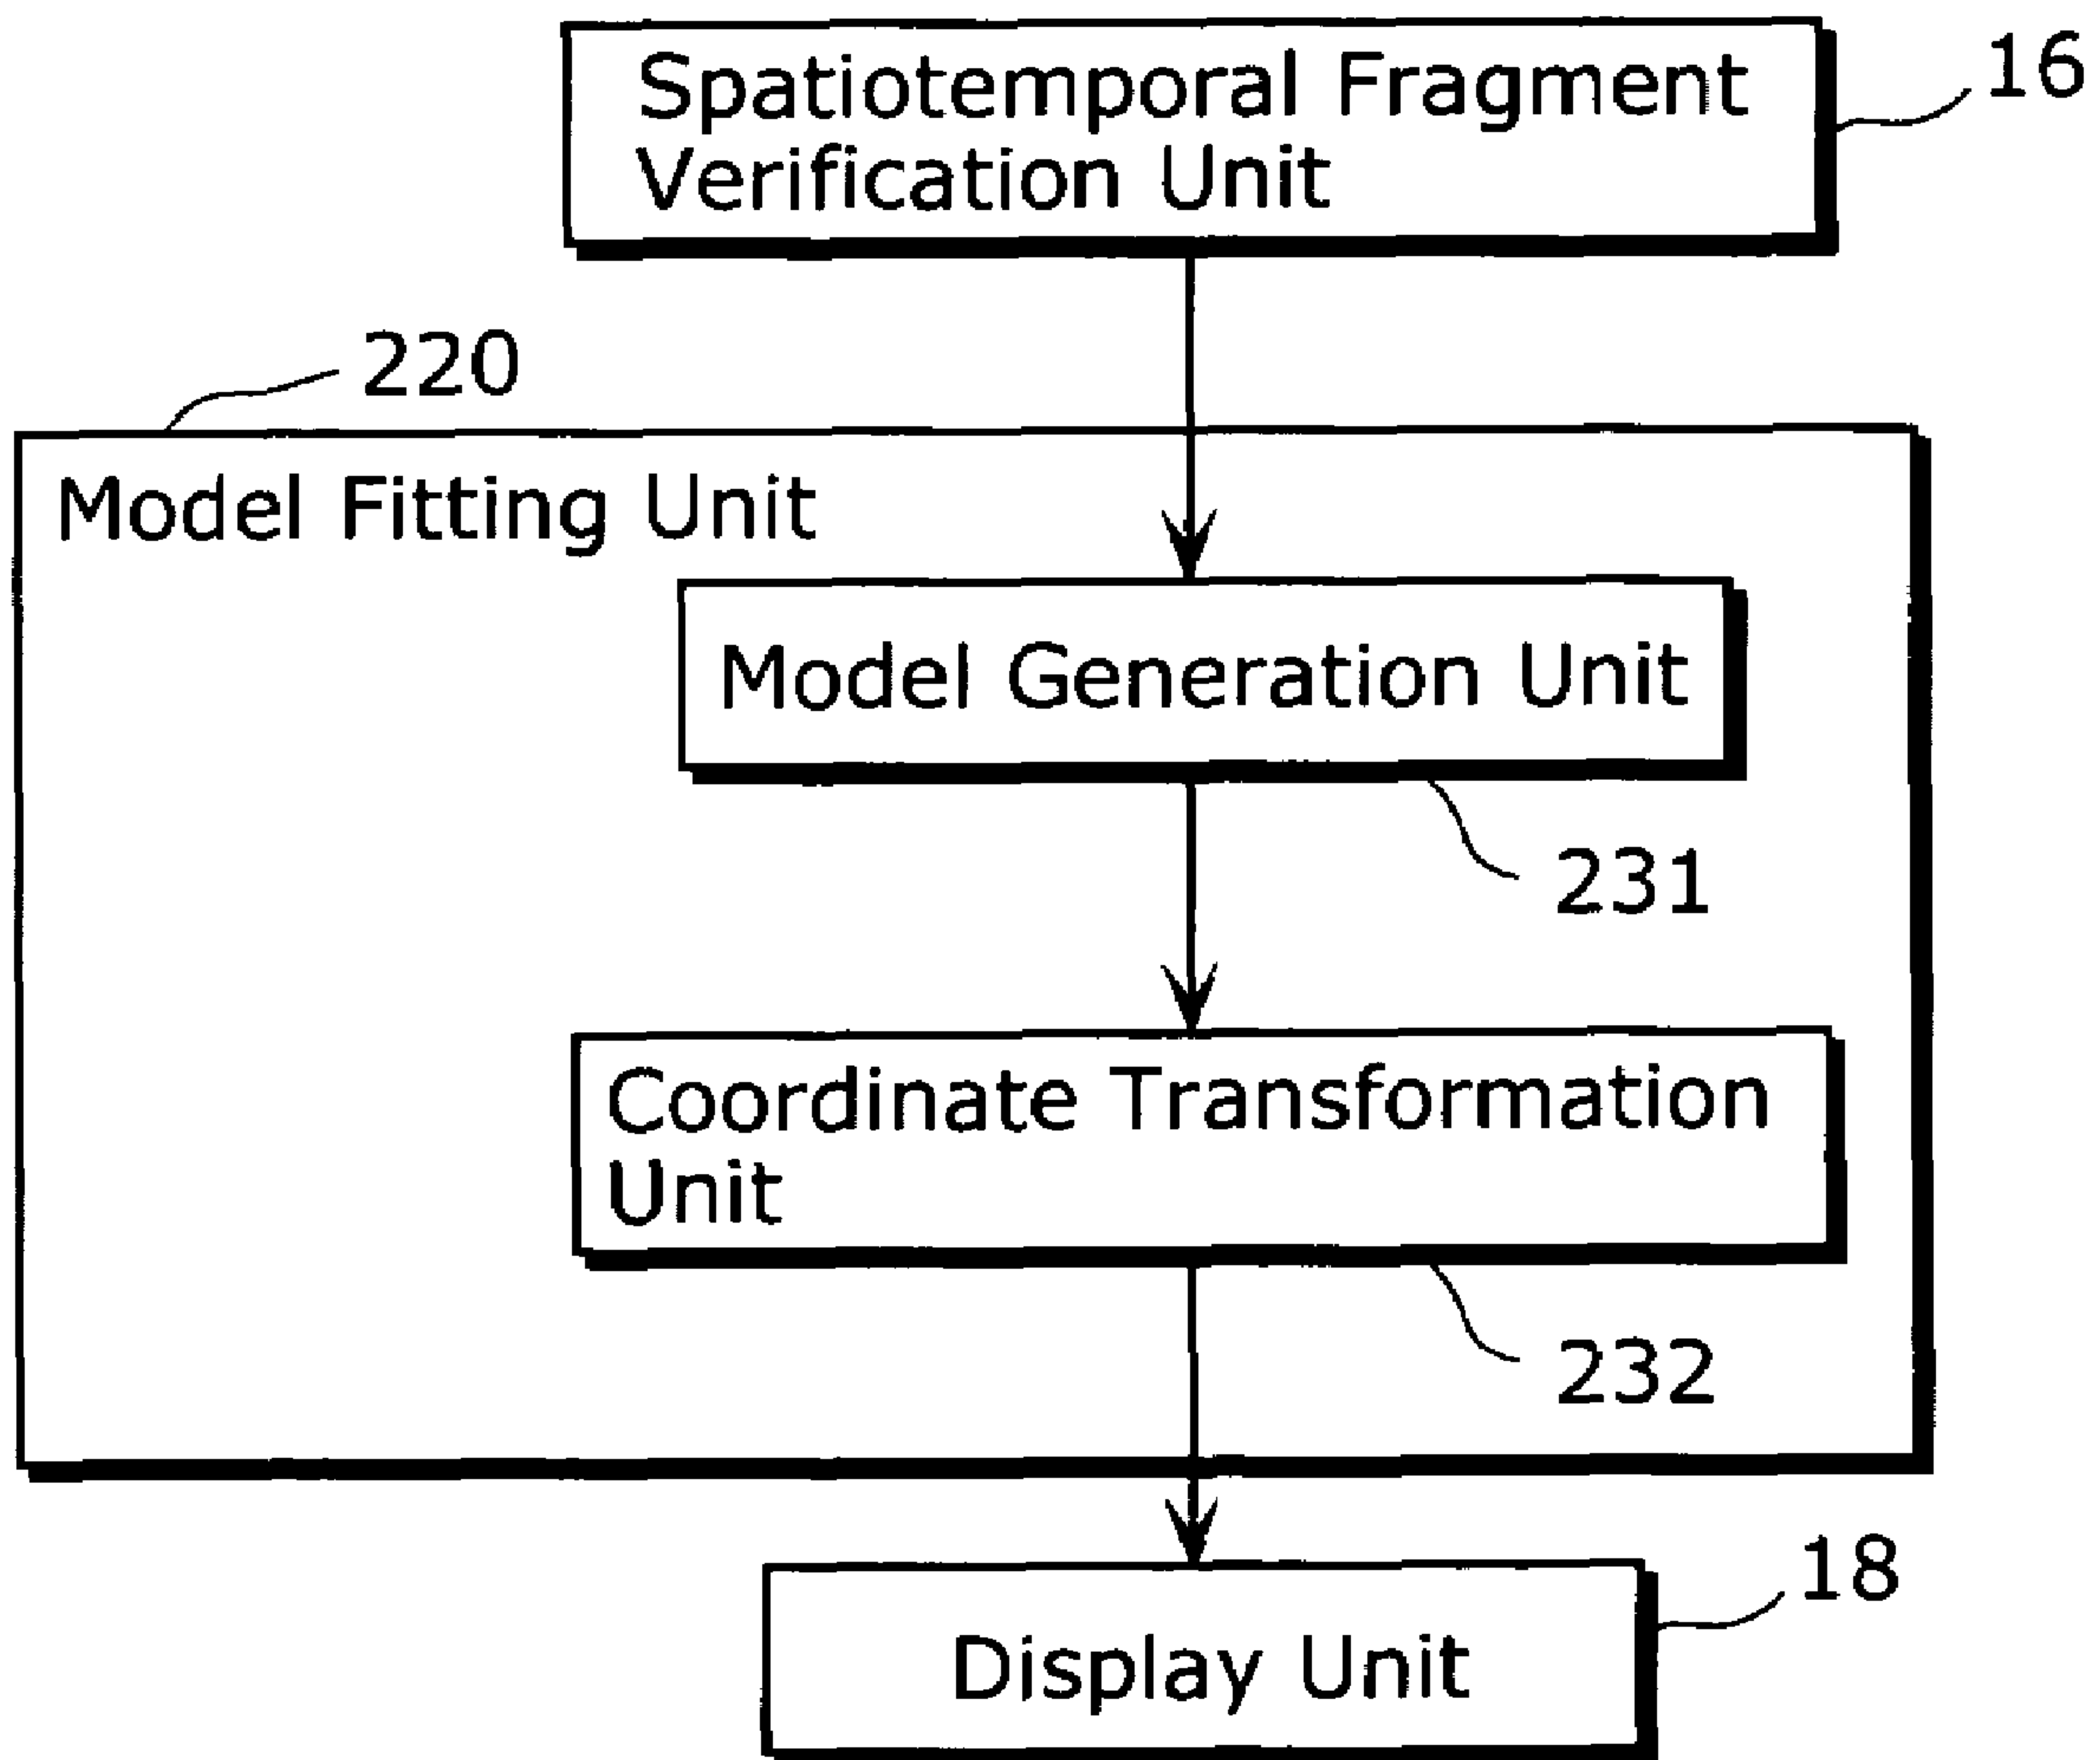 Spatiotemporal Fragment
Verification Unit
16
220
Model Fitting Unit
Model Generation Unit
231
Coordinate Transformation
Unit
232
18
Display Unit